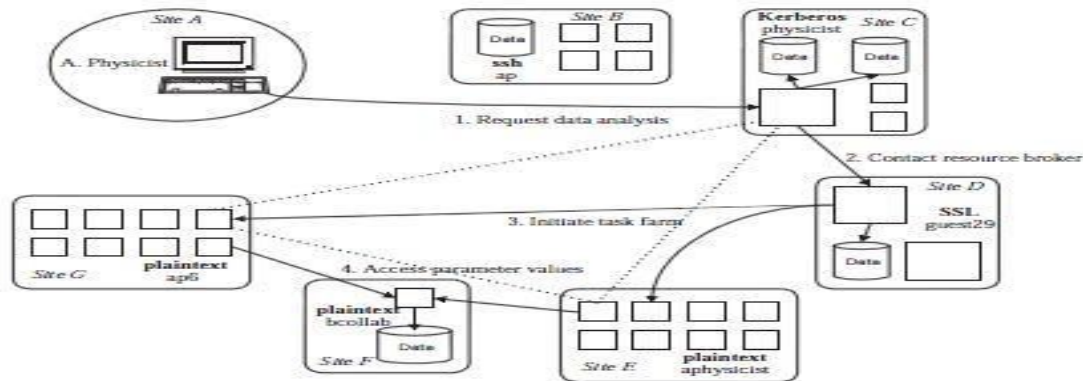 Site A
A. Physicist
Site B
Data
ssh
ap
Kerberos
physicist
Site C
Data
Data
1. Request data analysis
2. Contact resource broker
Site D
SSL
guest29
Data
3. Initiate task farm
Site G
plaintext
ap6
4. Access parameter values
plaintext
bcollab
Site F
Data
Site E
plaintext
aphysicist